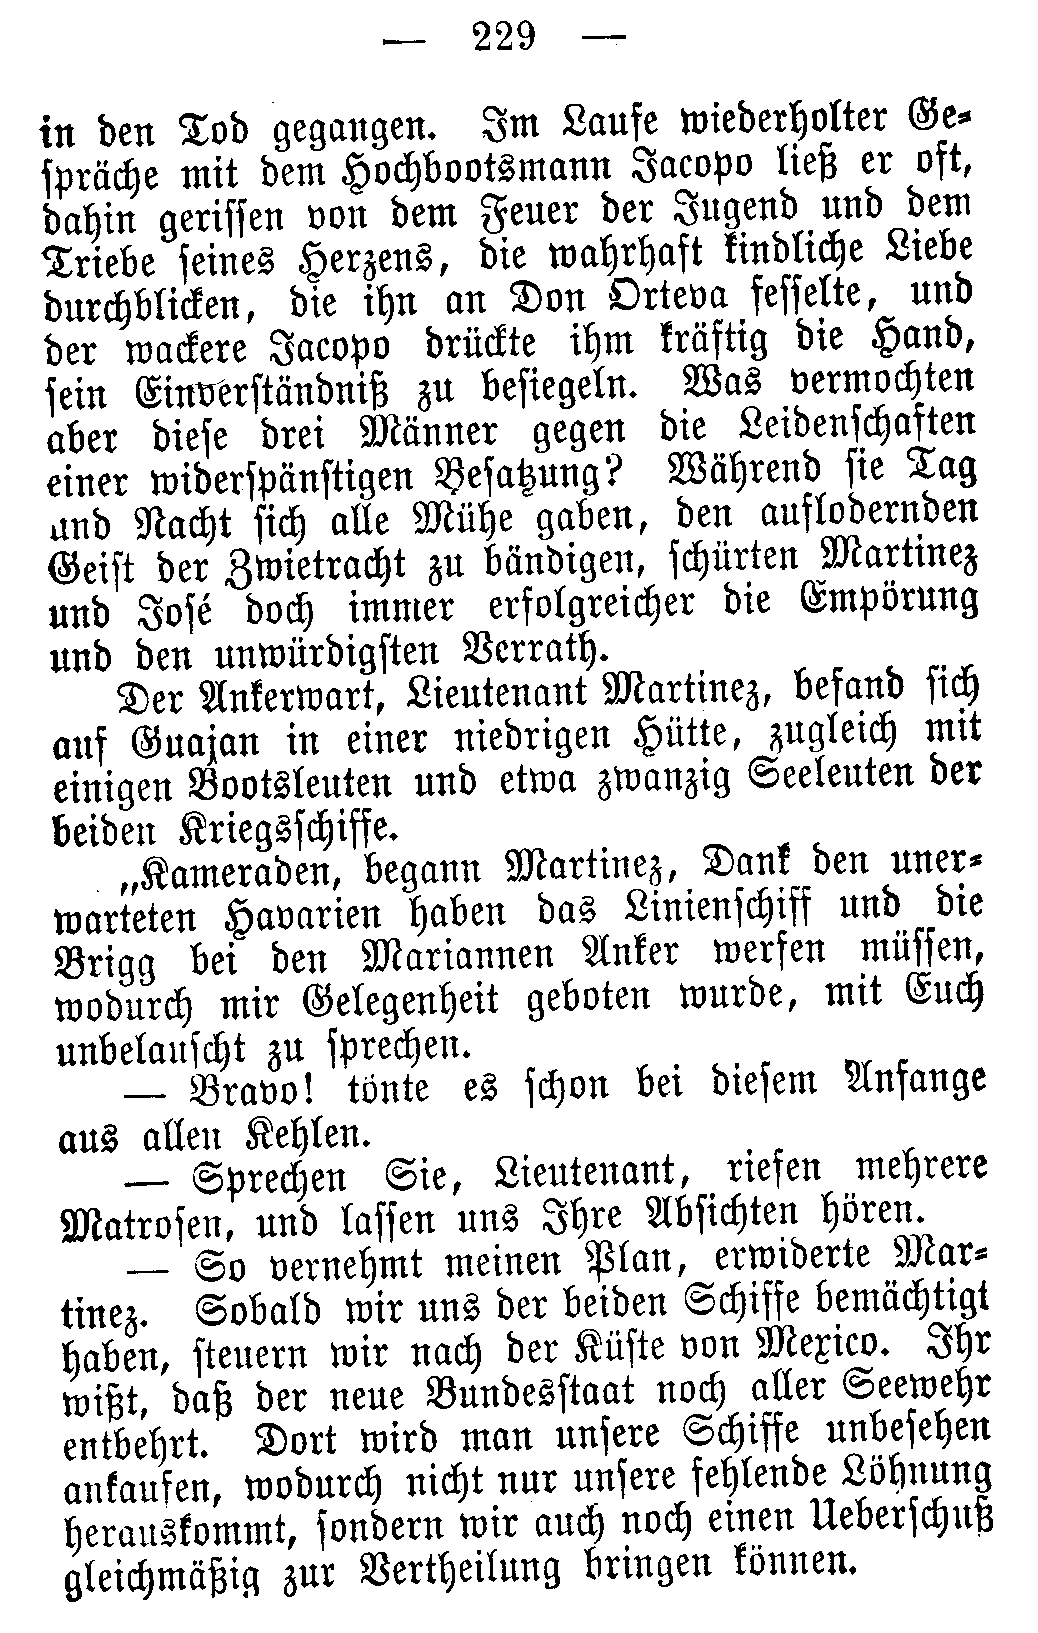 — 229 —
in den Tod gegangen. Im Laufe wiederholter Ge-
spräche mit dem Hochbootsmann Jacopo ließ er oft,
dahin gerissen von dem Feuer der Jugend und dem
Triebe seines Herzens, die wahrhaft kindliche Liebe
durchblicken, die ihn an Don Orteva fesselte, und
der wackere Jacopo drückte ihm kräftig die Hand,
sein Einverständniß zu besiegeln. Was vermochten
aber diese drei Männer gegen die Leidenschaften
einer widerspänstigen Besatzung? Während sie Tag
und Nacht sich alle Mühe gaben, den auflodernden
Geist der Zwietracht zu bändigen, schürten Martinez
und José doch immer erfolgreicher die Empörung
und den unwürdigsten Verrath.
Der Ankerwart, Lieutenant Martinez, befand sich
auf Guajan in einer niedrigen Hütte, zugleich mit
einigen Bootsleuten und etwa zwanzig Seeleuten der
beiden Kriegsschiffe.
„Kameraden, begann Martinez, Dank den uner-
warteten Havarien haben das Linienschiff und die
Brigg bei den Mariannen Anker werfen müssen,
wodurch mir Gelegenheit geboten wurde, mit Euch
unbelauscht zu sprechen.
— Bravo! tönte es schon bei diesem Anfange
aus allen Kehlen.
— Sprechen Sie, Lieutenant, riefen mehrere
Matrosen, und lassen uns Ihre Absichten hören.
— So vernehmt meinen Plan, erwiderte Mar-
tinez. Sobald wir uns der beiden Schiffe bemächtigt
haben, steuern wir nach der Küste von Mexico. Ihr
wißt, daß der neue Bundesstaat noch aller Seewehr
entbehrt. Dort wird man unsere Schiffe unbesehen
ankaufen, wodurch nicht nur unsere fehlende Löhnung
herauskommt, sondern wir auch noch einen Ueberschuß
gleichmäßig zur Vertheilung bringen können.